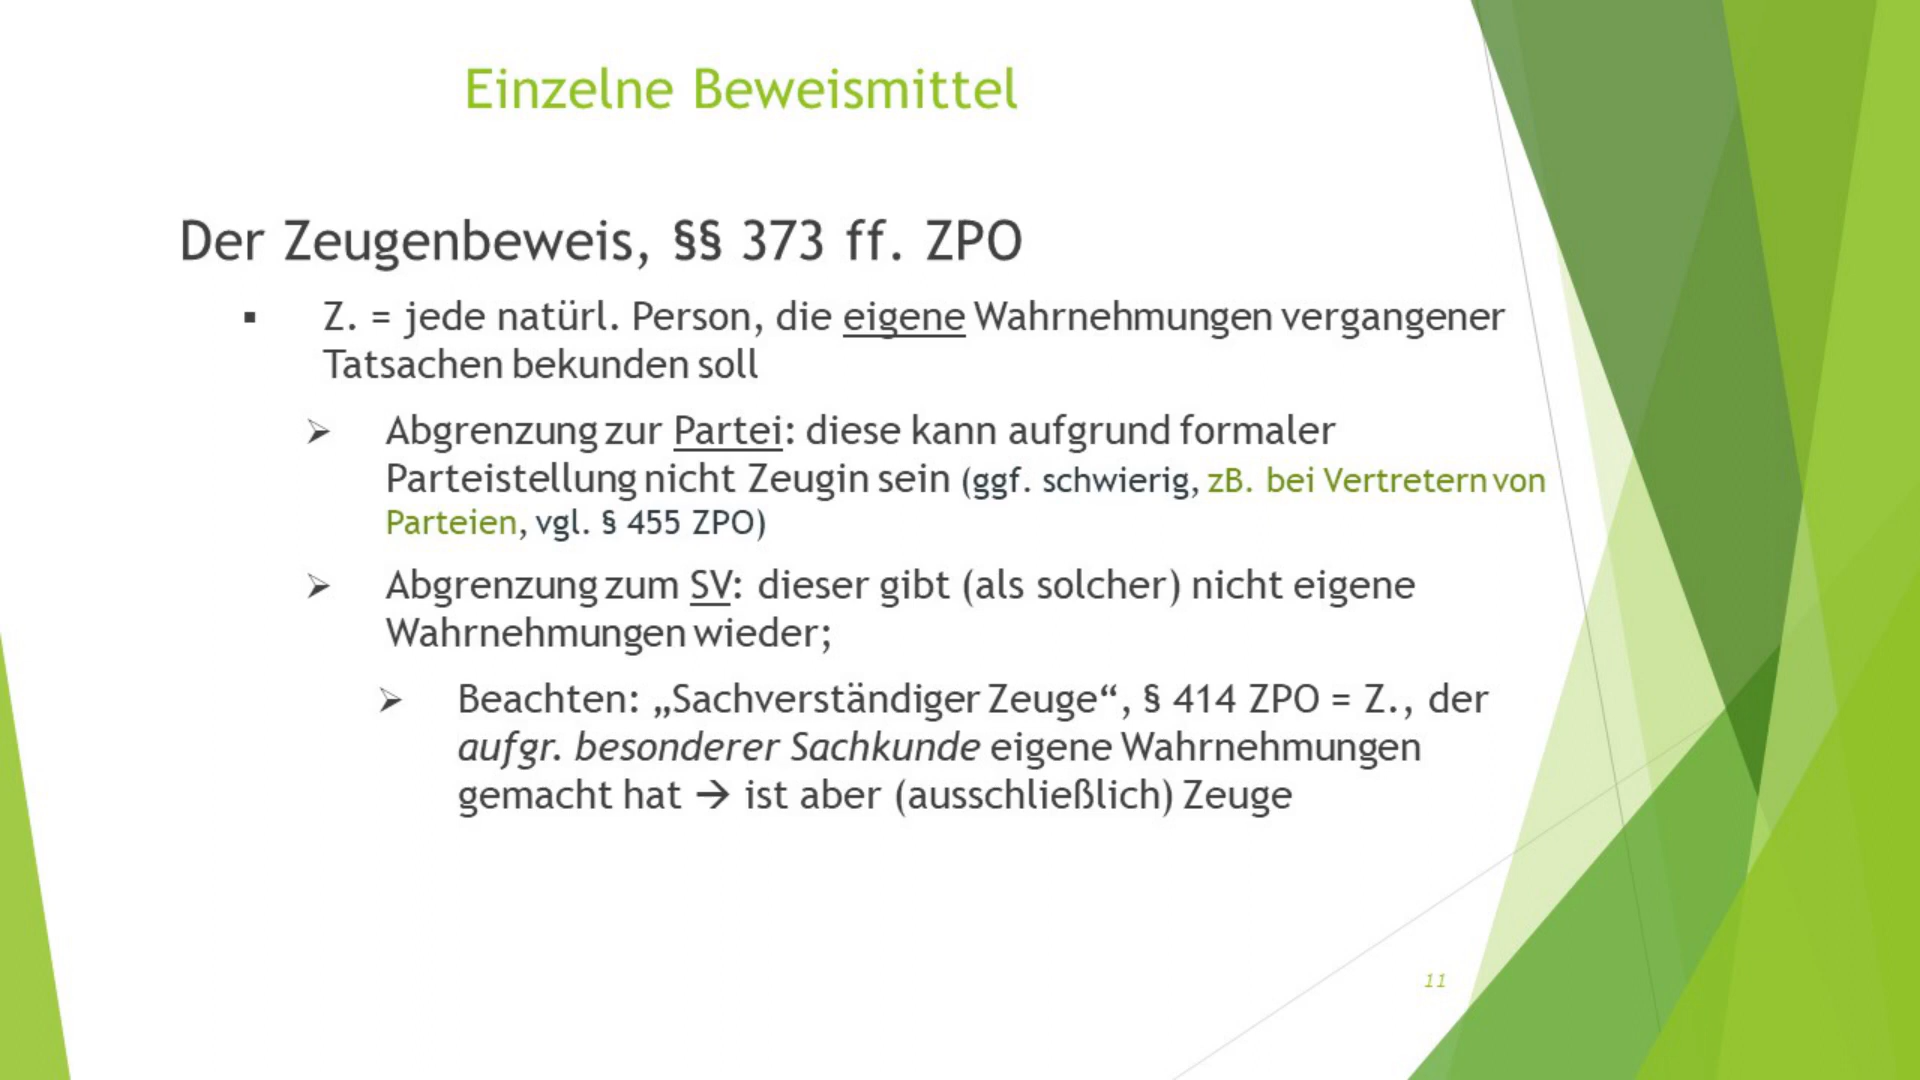 Einzelne Beweismittel
Der Zeugenbeweis, §§ 373 ff. ZPO
▪ Z. = jede natürl. Person, die eigene Wahrnehmungen vergangener
Tatsachen bekunden soll
➢ Abgrenzung zur Partei: diese kann aufgrund formaler
Parteistellung nicht Zeugin sein (ggf. schwierig, zB. bei Vertretern von
Parteien, vgl. § 455 ZPO)
➢ Abgrenzung zum SV: dieser gibt (als solcher) nicht eigene
Wahrnehmungen wieder;
➢ Beachten: „Sachverständiger Zeuge“, § 414 ZPO = Z., der
aufgr. besonderer Sachkunde eigene Wahrnehmungen
gemacht hat → ist aber (ausschließlich) Zeuge
11